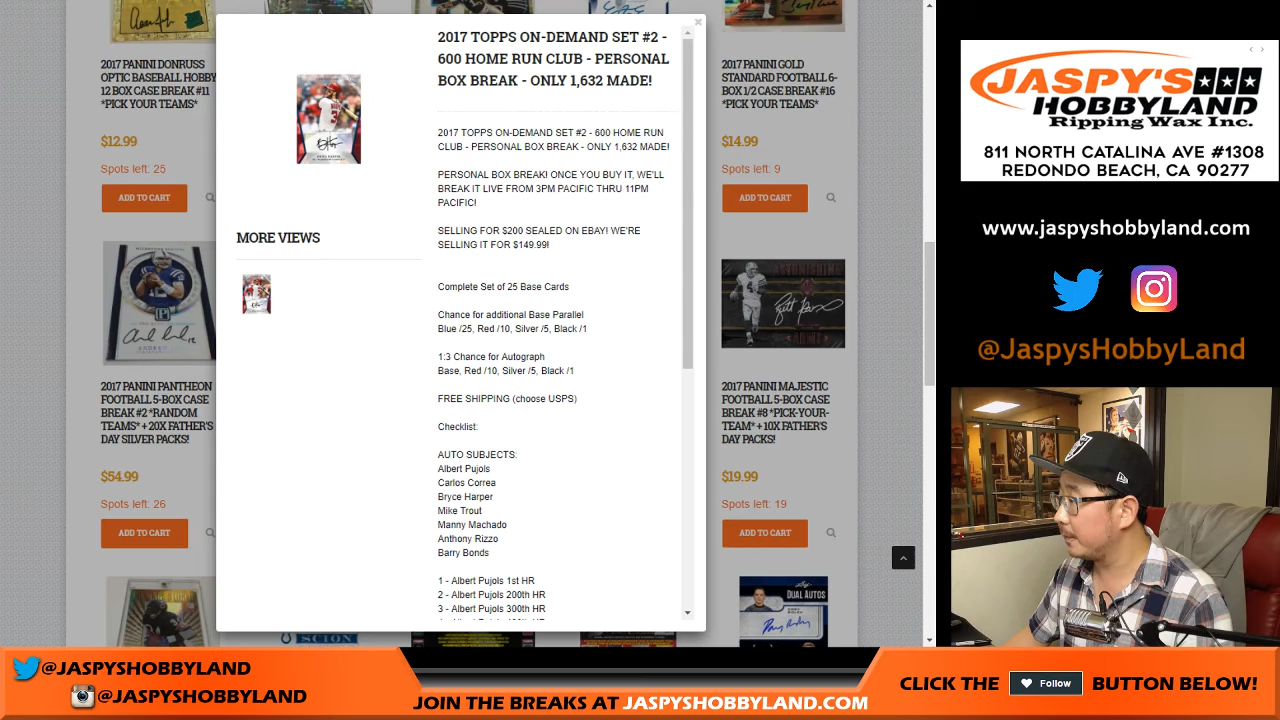 2017 DONRUSS
OPTIC BASEBALL HOBBY
12 BOX CASE BREAK #11
*PICK YOUR TEAMS*
$12.99
Spots left: 25
ADD TO CART
2017 PANINI PANTHEON
FOOTBALL 5-BOX CASE
BREAK #2 *RANDOM
TEAMS* + 20X FATHER'S
DAY SILVER PACKS!
$54.99
Spots left: 26
ADD TO CART
SCION
MORE VIEWS
×
2017 TOPPS ON-DEMAND SET #2 -
600 HOME RUN CLUB - PERSONAL
BOX BREAK - ONLY 1,632 MADE!
2017 TOPPS ON-DEMAND SET #2 - 600 HOME RUN
CLUB - PERSONAL BOX BREAK - ONLY 1,632 MADE!
PERSONAL BOX BREAK! ONCE YOU BUY IT, WE'LL
BREAK IT LIVE FROM 3PM PACIFIC THRU 11PM
PACIFIC!
SELLING FOR $200 SEALED ON EBAY! WE'RE
SELLING IT FOR $149.99!
Complete Set of 25 Base Cards
Chance for additional Base Parallel
Blue /25, Red /10, Silver /5, Black /1
1:3 Chance for Autograph
Base, Red /10, Silver /5, Black /1
FREE SHIPPING (choose USPS)
Checklist:
AUTO SUBJECTS:
Albert Pujols
Carlos Correa
Bryce Harper
Mike Trout
Manny Machado
Anthony Rizzo
Barry Bonds
1 - Albert Pujols 1st HR
2 - Albert Pujols 200th HR
3 - Albert Pujols 300th HR
2017 PANINI GOLD
STANDARD FOOTBALL 6-
BOX 1/2 CASE BREAK #16
*PICK YOUR TEAMS*
$14.99
Spots left: 9
ADD TO CART
2017 PANINI MAJESTIC
FOOTBALL 5-BOX CASE
BREAK #8 *PICK-YOUR-
TEAM* + 10X FATHER'S
DAY PACKS!
$19.99
Spots left: 19
ADD TO CART
DUAL AUTOS
JASPY'S
HOBBYLAND
Ripping Wax Inc.
811 NORTH CATALINA AVE #1308
REDONDO BEACH, CA 90277
www.jaspyshobbyland.com
@JaspysHobbyLand
@JASPYSHOBBYLAND
@JASPYSHOBBYLAND
JOIN THE BREAKS AT JASPYSHOBBYLAND.COM
CLICK THE Follow BUTTON BELOW!